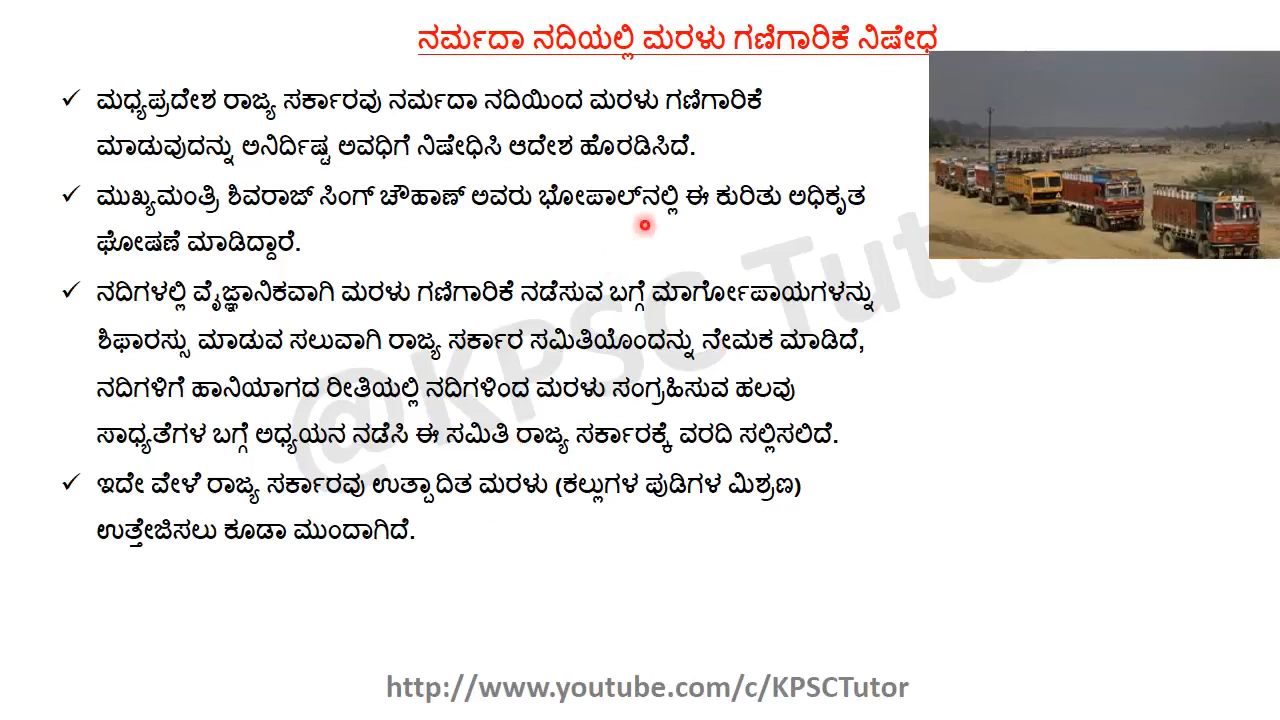 ನರ್ಮದಾ ನದಿಯಲ್ಲಿ ಮರಳು ಗಣಿಗಾರಿಕೆ ನಿಷೇಧ
✓ ಮಧ್ಯಪ್ರದೇಶ ರಾಜ್ಯ ಸರ್ಕಾರವು ನರ್ಮದಾ ನದಿಯಿಂದ ಮರಳು ಗಣಿಗಾರಿಕೆ
ಮಾಡುವುದನ್ನು ಅನಿರ್ದಿಷ್ಟ ಅವಧಿಗೆ ನಿಷೇಧಿಸಿ ಆದೇಶ ಹೊರಡಿಸಿದೆ.
✓ ಮುಖ್ಯಮಂತ್ರಿ ಶಿವರಾಜ್ ಸಿಂಗ್ ಚೌಹಾಣ್ ಅವರು ಭೋಪಾಲ್‌ನಲ್ಲಿ ಈ ಕುರಿತು ಅಧಿಕೃತ
ಘೋಷಣೆ ಮಾಡಿದ್ದಾರೆ.
✓ ನದಿಗಳಲ್ಲಿ ವೈಜ್ಞಾನಿಕವಾಗಿ ಮರಳು ಗಣಿಗಾರಿಕೆ ನಡೆಸುವ ಬಗ್ಗೆ ಮಾರ್ಗೋಪಾಯಗಳನ್ನು
ಶಿಫಾರಸ್ಸು ಮಾಡುವ ಸಲುವಾಗಿ ರಾಜ್ಯ ಸರ್ಕಾರ ಸಮಿತಿಯೊಂದನ್ನು ನೇಮಕ ಮಾಡಿದೆ,
ನದಿಗಳಿಗೆ ಹಾನಿಯಾಗದ ರೀತಿಯಲ್ಲಿ ನದಿಗಳಿಂದ ಮರಳು ಸಂಗ್ರಹಿಸುವ ಹಲವು
ಸಾಧ್ಯತೆಗಳ ಬಗ್ಗೆ ಅಧ್ಯಯನ ನಡೆಸಿ ಈ ಸಮಿತಿ ರಾಜ್ಯ ಸರ್ಕಾರಕ್ಕೆ ವರದಿ ಸಲ್ಲಿಸಲಿದೆ.
✓ ಇದೇ ವೇಳೆ ರಾಜ್ಯ ಸರ್ಕಾರವು ಉತ್ಪಾದಿತ ಮರಳು (ಕಲ್ಲುಗಳ ಪುಡಿಗಳ ಮಿಶ್ರಣ)
ಉತ್ತೇಜಿಸಲು ಕೂಡಾ ಮುಂದಾಗಿದೆ.
@KPSC Tutor
http://www.youtube.com/c/KPSCTutor